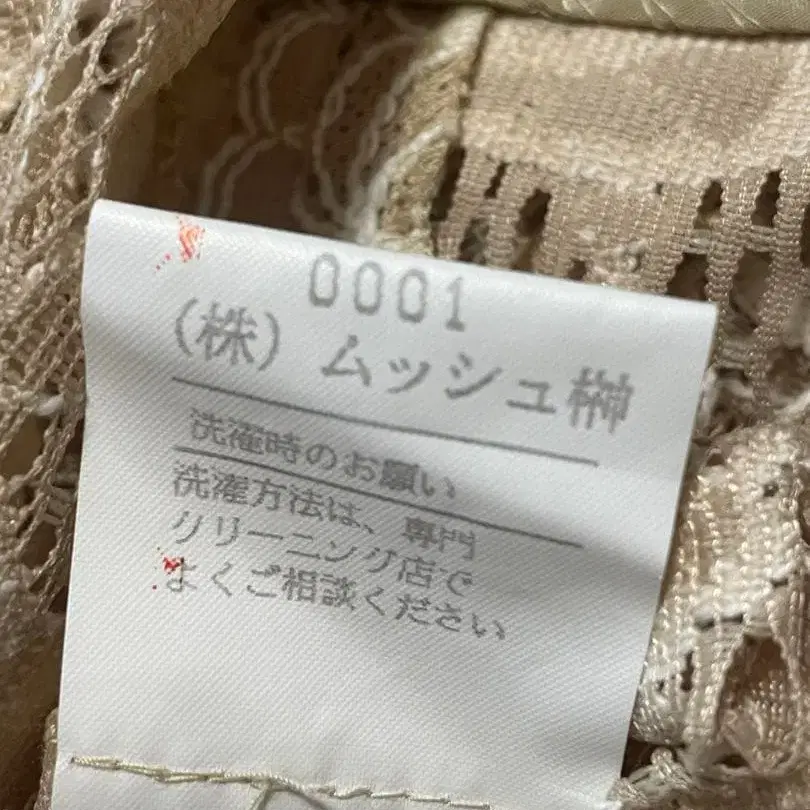 0001
(株) ムッシュ榊
洗濯時のお願い
洗濯方法は、専門
クリーニング店で
よくご相談ください